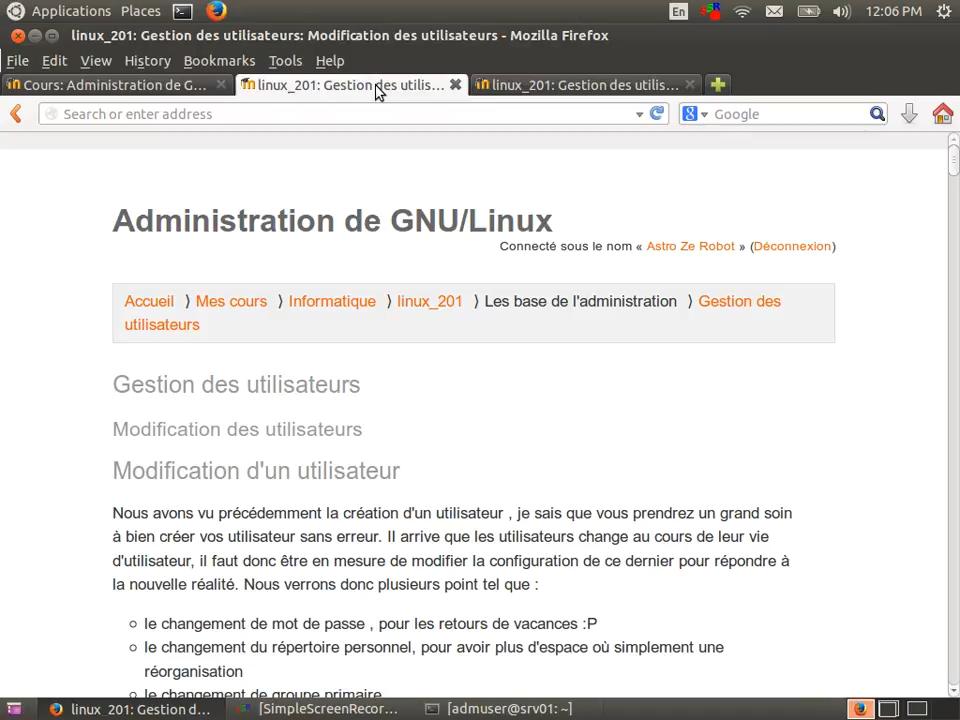 Applications Places En 12:06 PM
linux_201: Gestion des utilisateurs: Modification des utilisateurs - Mozilla Firefox
File Edit View History Bookmarks Tools Help
Cours: Administration de G... linux_201: Gestion des utilis... linux_201: Gestion des utilis...
Search or enter address Google
Administration de GNU/Linux
Connecté sous le nom « Astro Ze Robot » (Déconnexion)
Accueil ⟩ Mes cours ⟩ Informatique ⟩ linux_201 ⟩ Les base de l'administration ⟩ Gestion des
utilisateurs
Gestion des utilisateurs
Modification des utilisateurs
Modification d'un utilisateur
Nous avons vu précédemment la création d'un utilisateur , je sais que vous prendrez un grand soin
à bien créer vos utilisateur sans erreur. Il arrive que les utilisateurs change au cours de leur vie
d'utilisateur, il faut donc être en mesure de modifier la configuration de ce dernier pour répondre à
la nouvelle réalité. Nous verrons donc plusieurs point tel que :
le changement de mot de passe , pour les retours de vacances :P
le changement du répertoire personnel, pour avoir plus d'espace où simplement une
réorganisation
le changement de groupe primaire
linux_201: Gestion d... [SimpleScreenRecor... [admuser@srv01: ~]